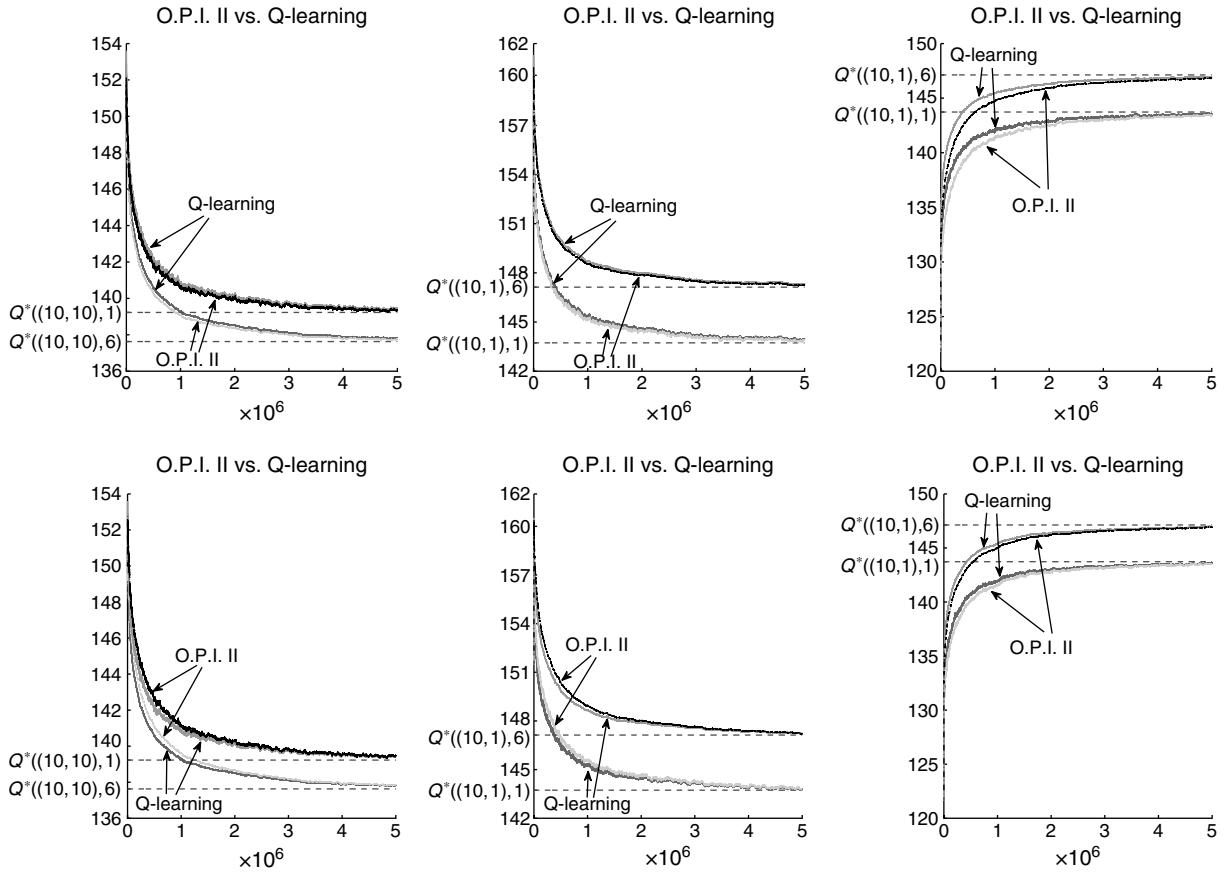 O.P.I. II vs. Q-learning
154
152
150
148
146
144
142
140
Q*((10,10),1)
138
Q*((10,10),6)
136
Q-learning
O.P.I. II
0 1 2 3 4 5
×10⁶
O.P.I. II vs. Q-learning
162
160
157
154
151
148
Q*((10,1),6)
145
Q*((10,1),1)
142
Q-learning
O.P.I. II
0 1 2 3 4 5
×10⁶
O.P.I. II vs. Q-learning
150
Q*((10,1),6)
145
Q*((10,1),1)
140
135
130
125
120
Q-learning
O.P.I. II
0 1 2 3 4 5
×10⁶
O.P.I. II vs. Q-learning
154
152
150
148
146
144
142
140
Q*((10,10),1)
138
Q*((10,10),6)
136
O.P.I. II
Q-learning
0 1 2 3 4 5
×10⁶
O.P.I. II vs. Q-learning
162
160
157
154
151
148
Q*((10,1),6)
145
Q*((10,1),1)
142
O.P.I. II
Q-learning
0 1 2 3 4 5
×10⁶
O.P.I. II vs. Q-learning
150
Q*((10,1),6)
145
Q*((10,1),1)
140
135
130
125
120
Q-learning
O.P.I. II
0 1 2 3 4 5
×10⁶